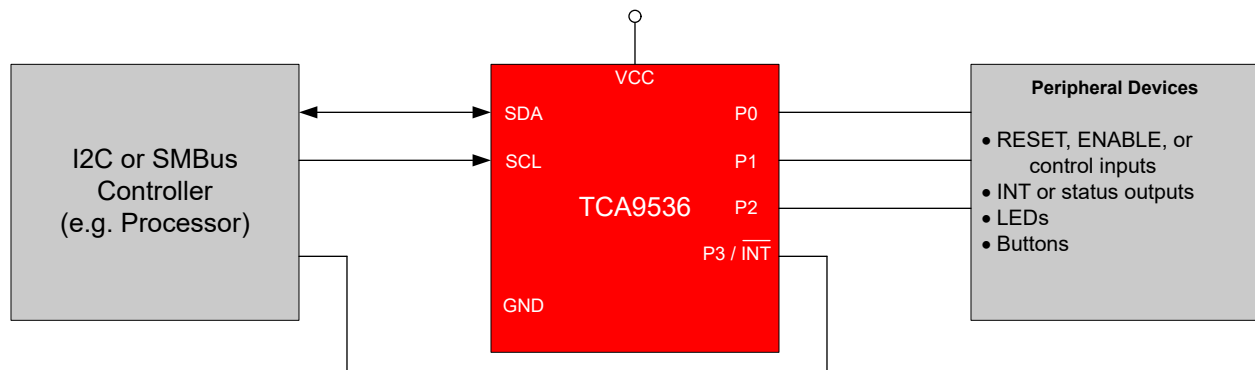 I2C or SMBus
Controller
(e.g. Processor)
VCC
SDA
SCL
GND
TCA9536
P0
P1
P2
P3 / I̅N̅T̅
Peripheral Devices
• RESET, ENABLE, or
control inputs
• INT or status outputs
• LEDs
• Buttons